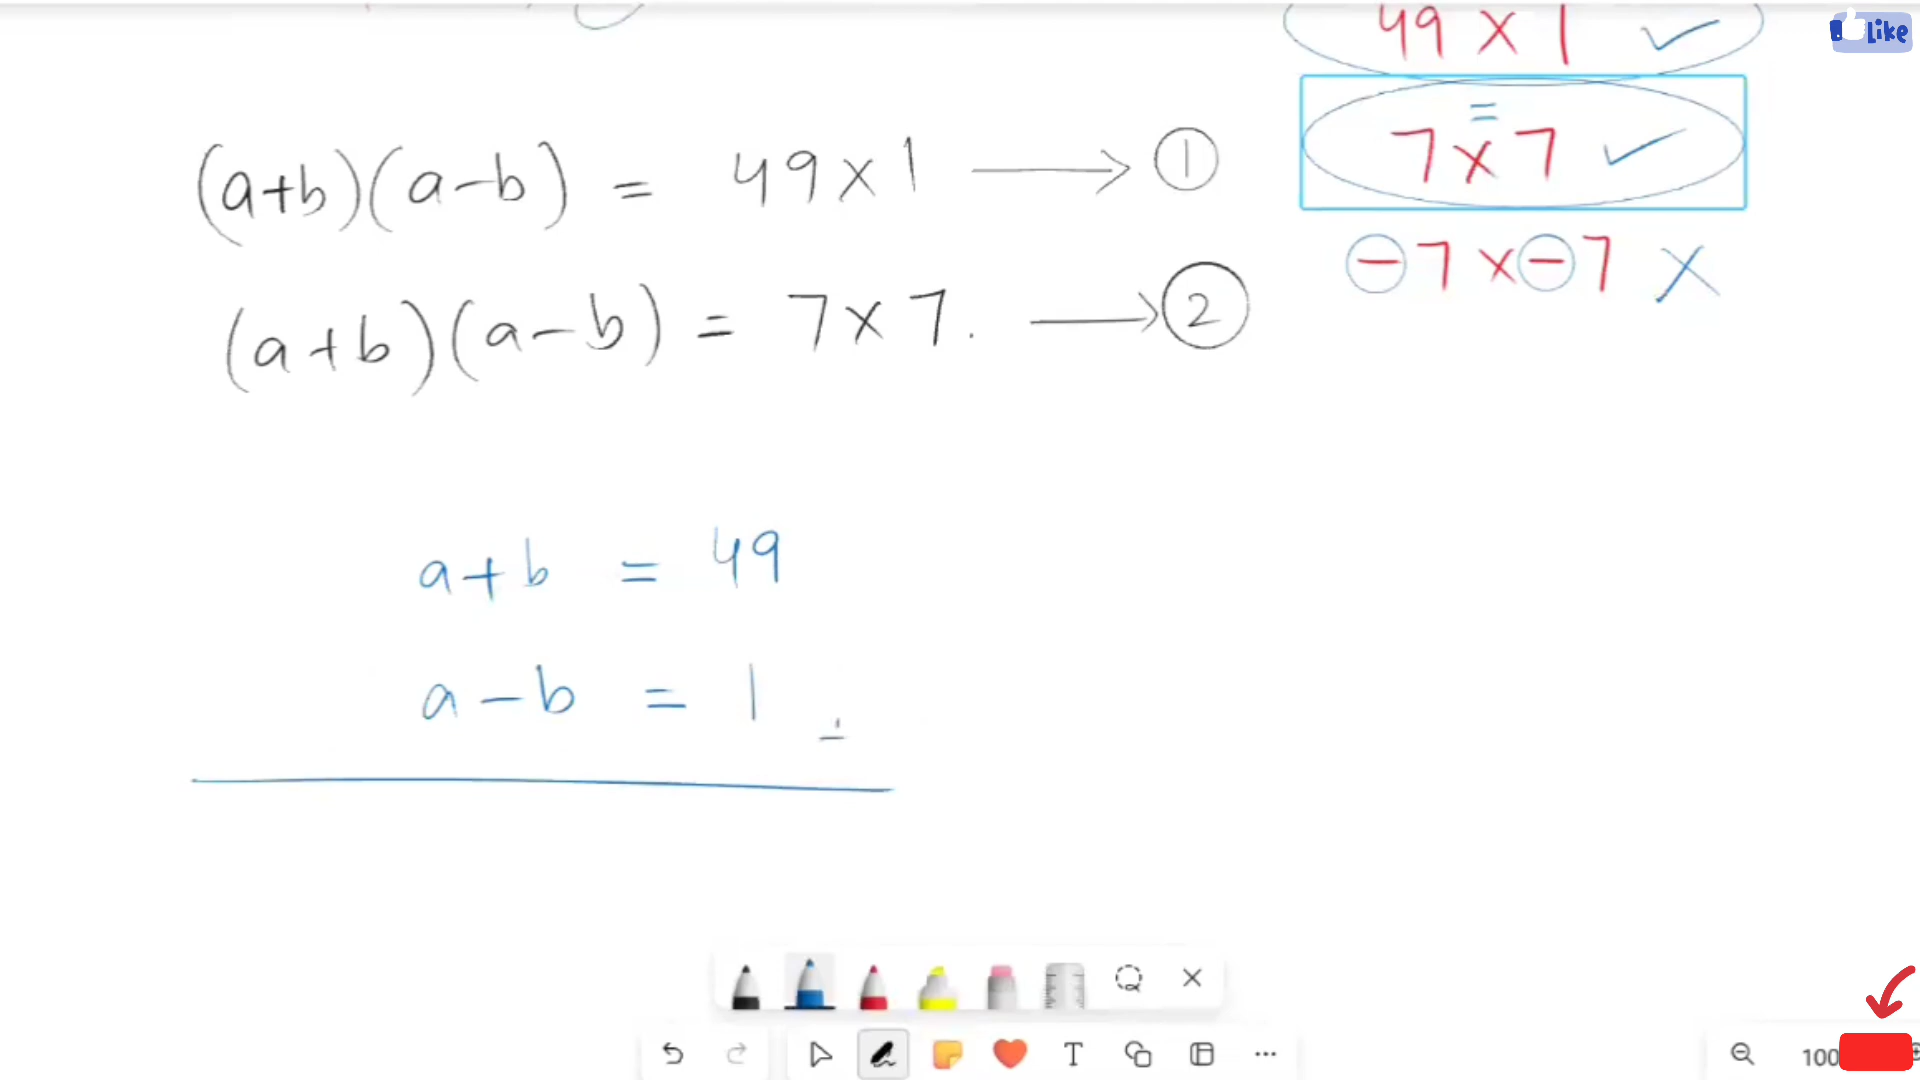 49 × 1 ✓
Like
=
7 × 7 ✓
(a+b)(a-b) = 49 × 1 ⟶ ①
-7 × -7 ×
(a+b)(a-b) = 7 × 7. ⟶ ②
a+b = 49
a-b = 1 +
T
100